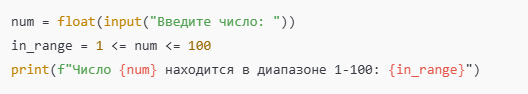 num = float(input("Введите число: "))
in_range = 1 <= num <= 100
print(f"Число {num} находится в диапазоне 1-100: {in_range}")